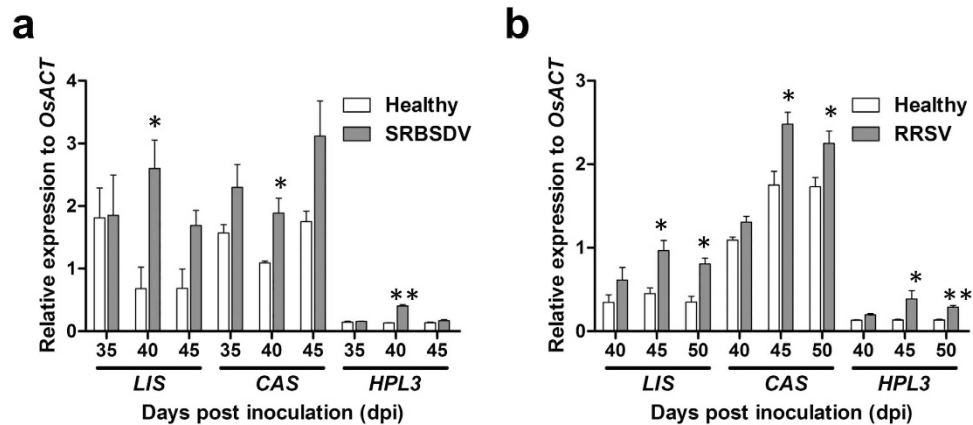 a
Relative expression to OsACT
4
3
2
1
0
Healthy
SRBSDV
*
*
**
35 40 45 35 40 45 35 40 45
LIS CAS HPL3
Days post inoculation (dpi)
b
Relative expression to OsACT
3
2
1
0
Healthy
RRSV
*
*
*
*
*
**
40 45 50 40 45 50 40 45 50
LIS CAS HPL3
Days post inoculation (dpi)